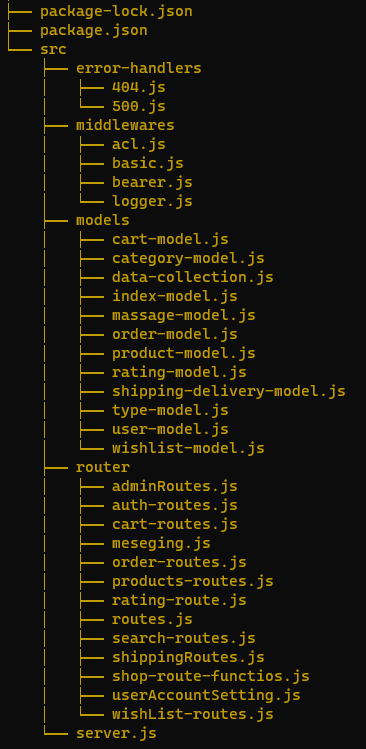 ├── package-lock.json
├── package.json
└── src
    ├── error-handlers
    │   ├── 404.js
    │   └── 500.js
    ├── middlewares
    │   ├── acl.js
    │   ├── basic.js
    │   ├── bearer.js
    │   └── logger.js
    ├── models
    │   ├── cart-model.js
    │   ├── category-model.js
    │   ├── data-collection.js
    │   ├── index-model.js
    │   ├── massage-model.js
    │   ├── order-model.js
    │   ├── product-model.js
    │   ├── rating-model.js
    │   ├── shipping-delivery-model.js
    │   ├── type-model.js
    │   ├── user-model.js
    │   └── wishlist-model.js
    ├── router
    │   ├── adminRoutes.js
    │   ├── auth-routes.js
    │   ├── cart-routes.js
    │   ├── meseging.js
    │   ├── order-routes.js
    │   ├── products-routes.js
    │   ├── rating-route.js
    │   ├── routes.js
    │   ├── search-routes.js
    │   ├── shippingRoutes.js
    │   ├── shop-route-functios.js
    │   ├── userAccountSetting.js
    │   └── wishList-routes.js
    └── server.js